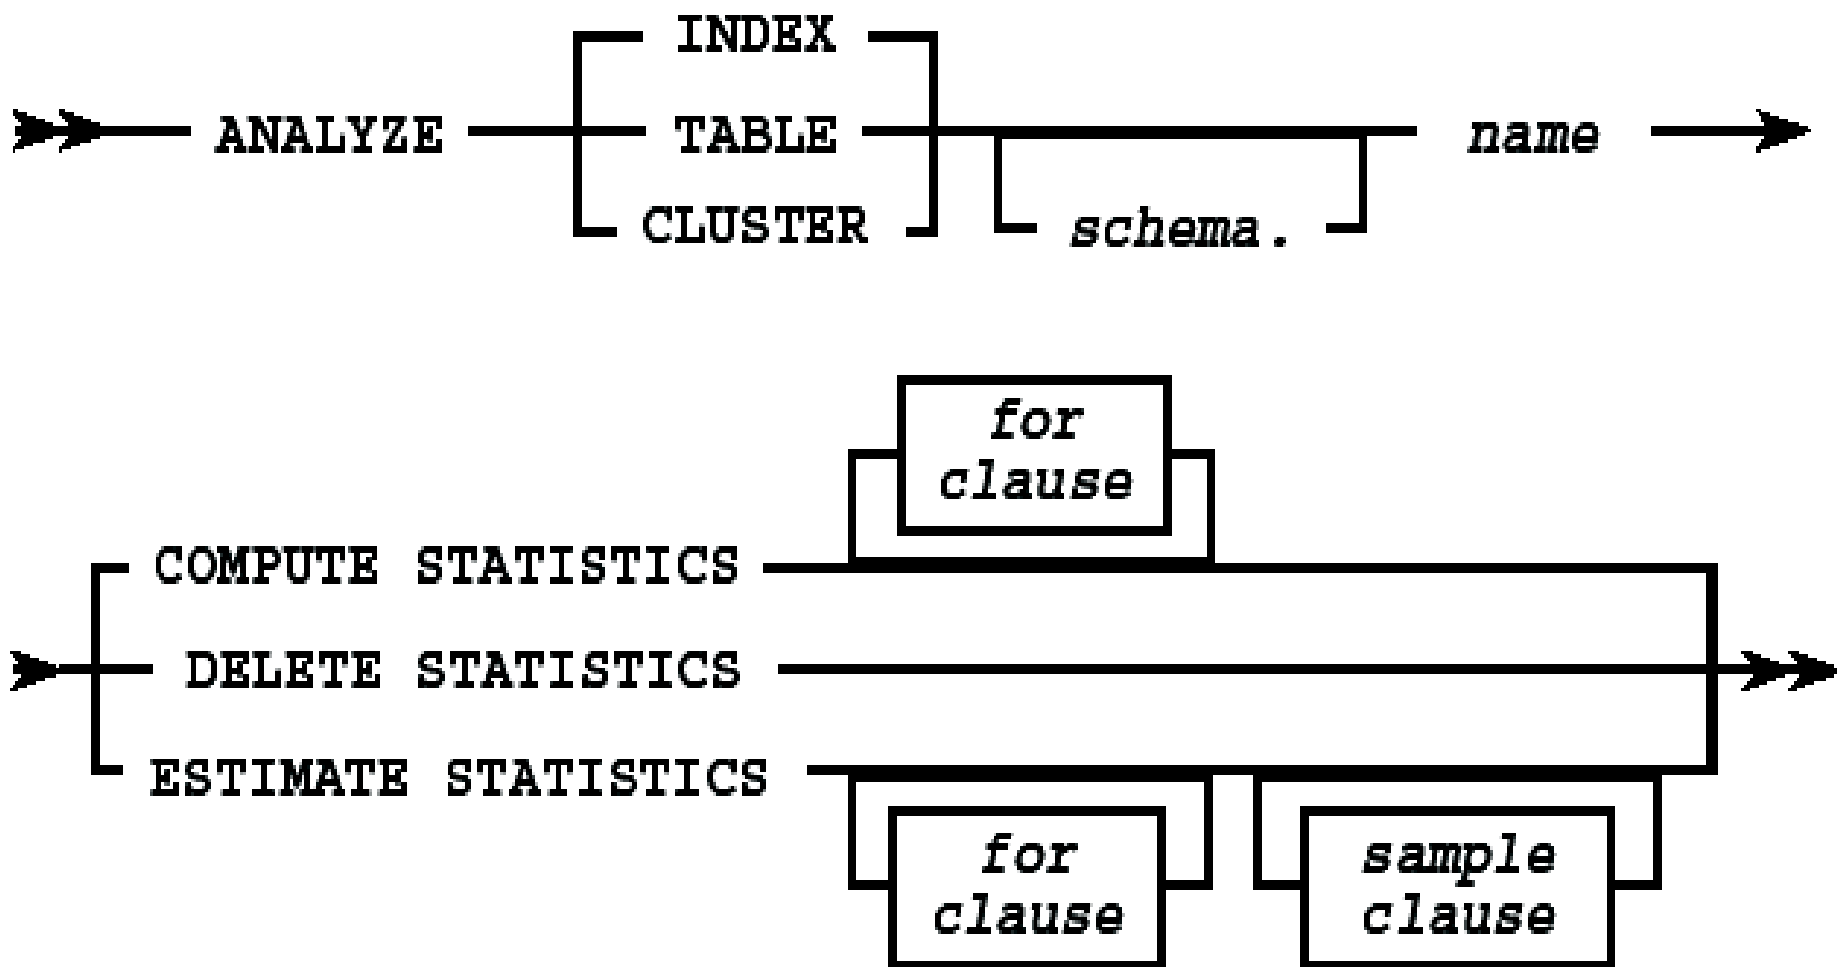 INDEX
ANALYZE TABLE name
CLUSTER schema.
for
clause
COMPUTE STATISTICS
DELETE STATISTICS
ESTIMATE STATISTICS
for
clause
sample
clause